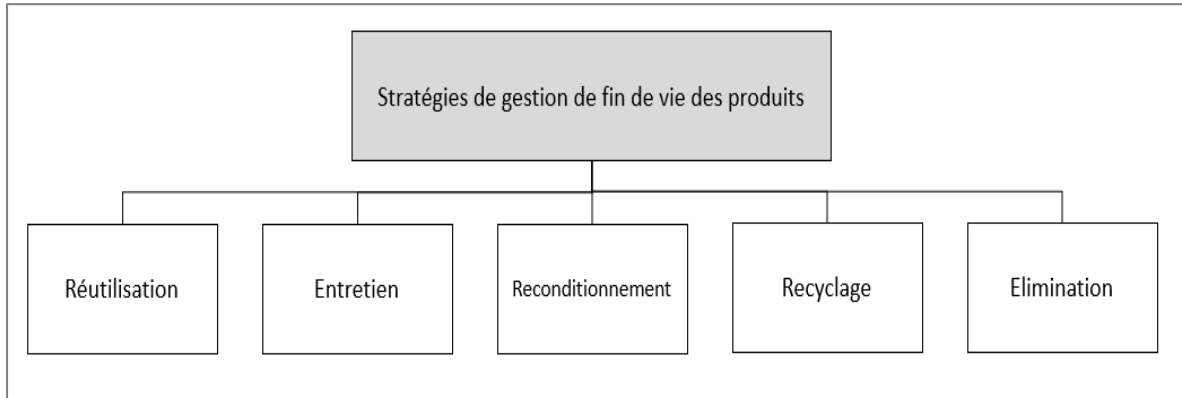 Stratégies de gestion de fin de vie des produits
Réutilisation
Entretien
Reconditionnement
Recyclage
Elimination